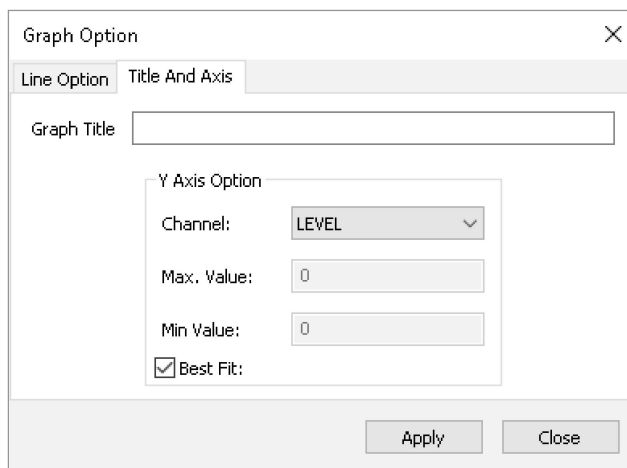 Graph Option
Line Option Title And Axis
Graph Title
Y Axis Option
Channel: LEVEL
Max. Value: 0
Min Value: 0
Best Fit:
Apply Close